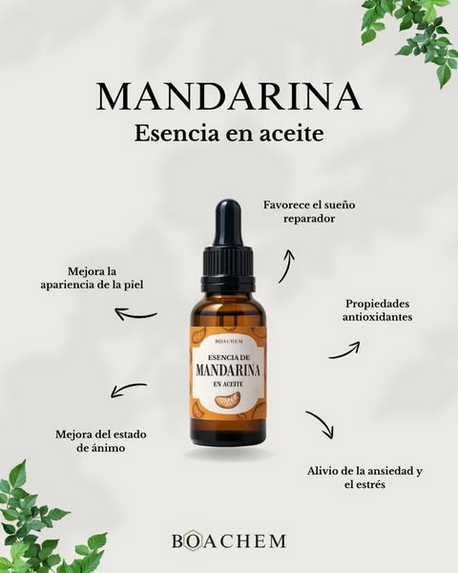 MANDARINA
Esencia en aceite
Favorece el sueño
reparador
Mejora la
apariencia de la piel
Propiedades
antioxidantes
BOACHEM
ESENCIA DE
MANDARINA
EN ACEITE
Mejora del estado
de ánimo
Alivio de la ansiedad y
el estrés
BOACHEM